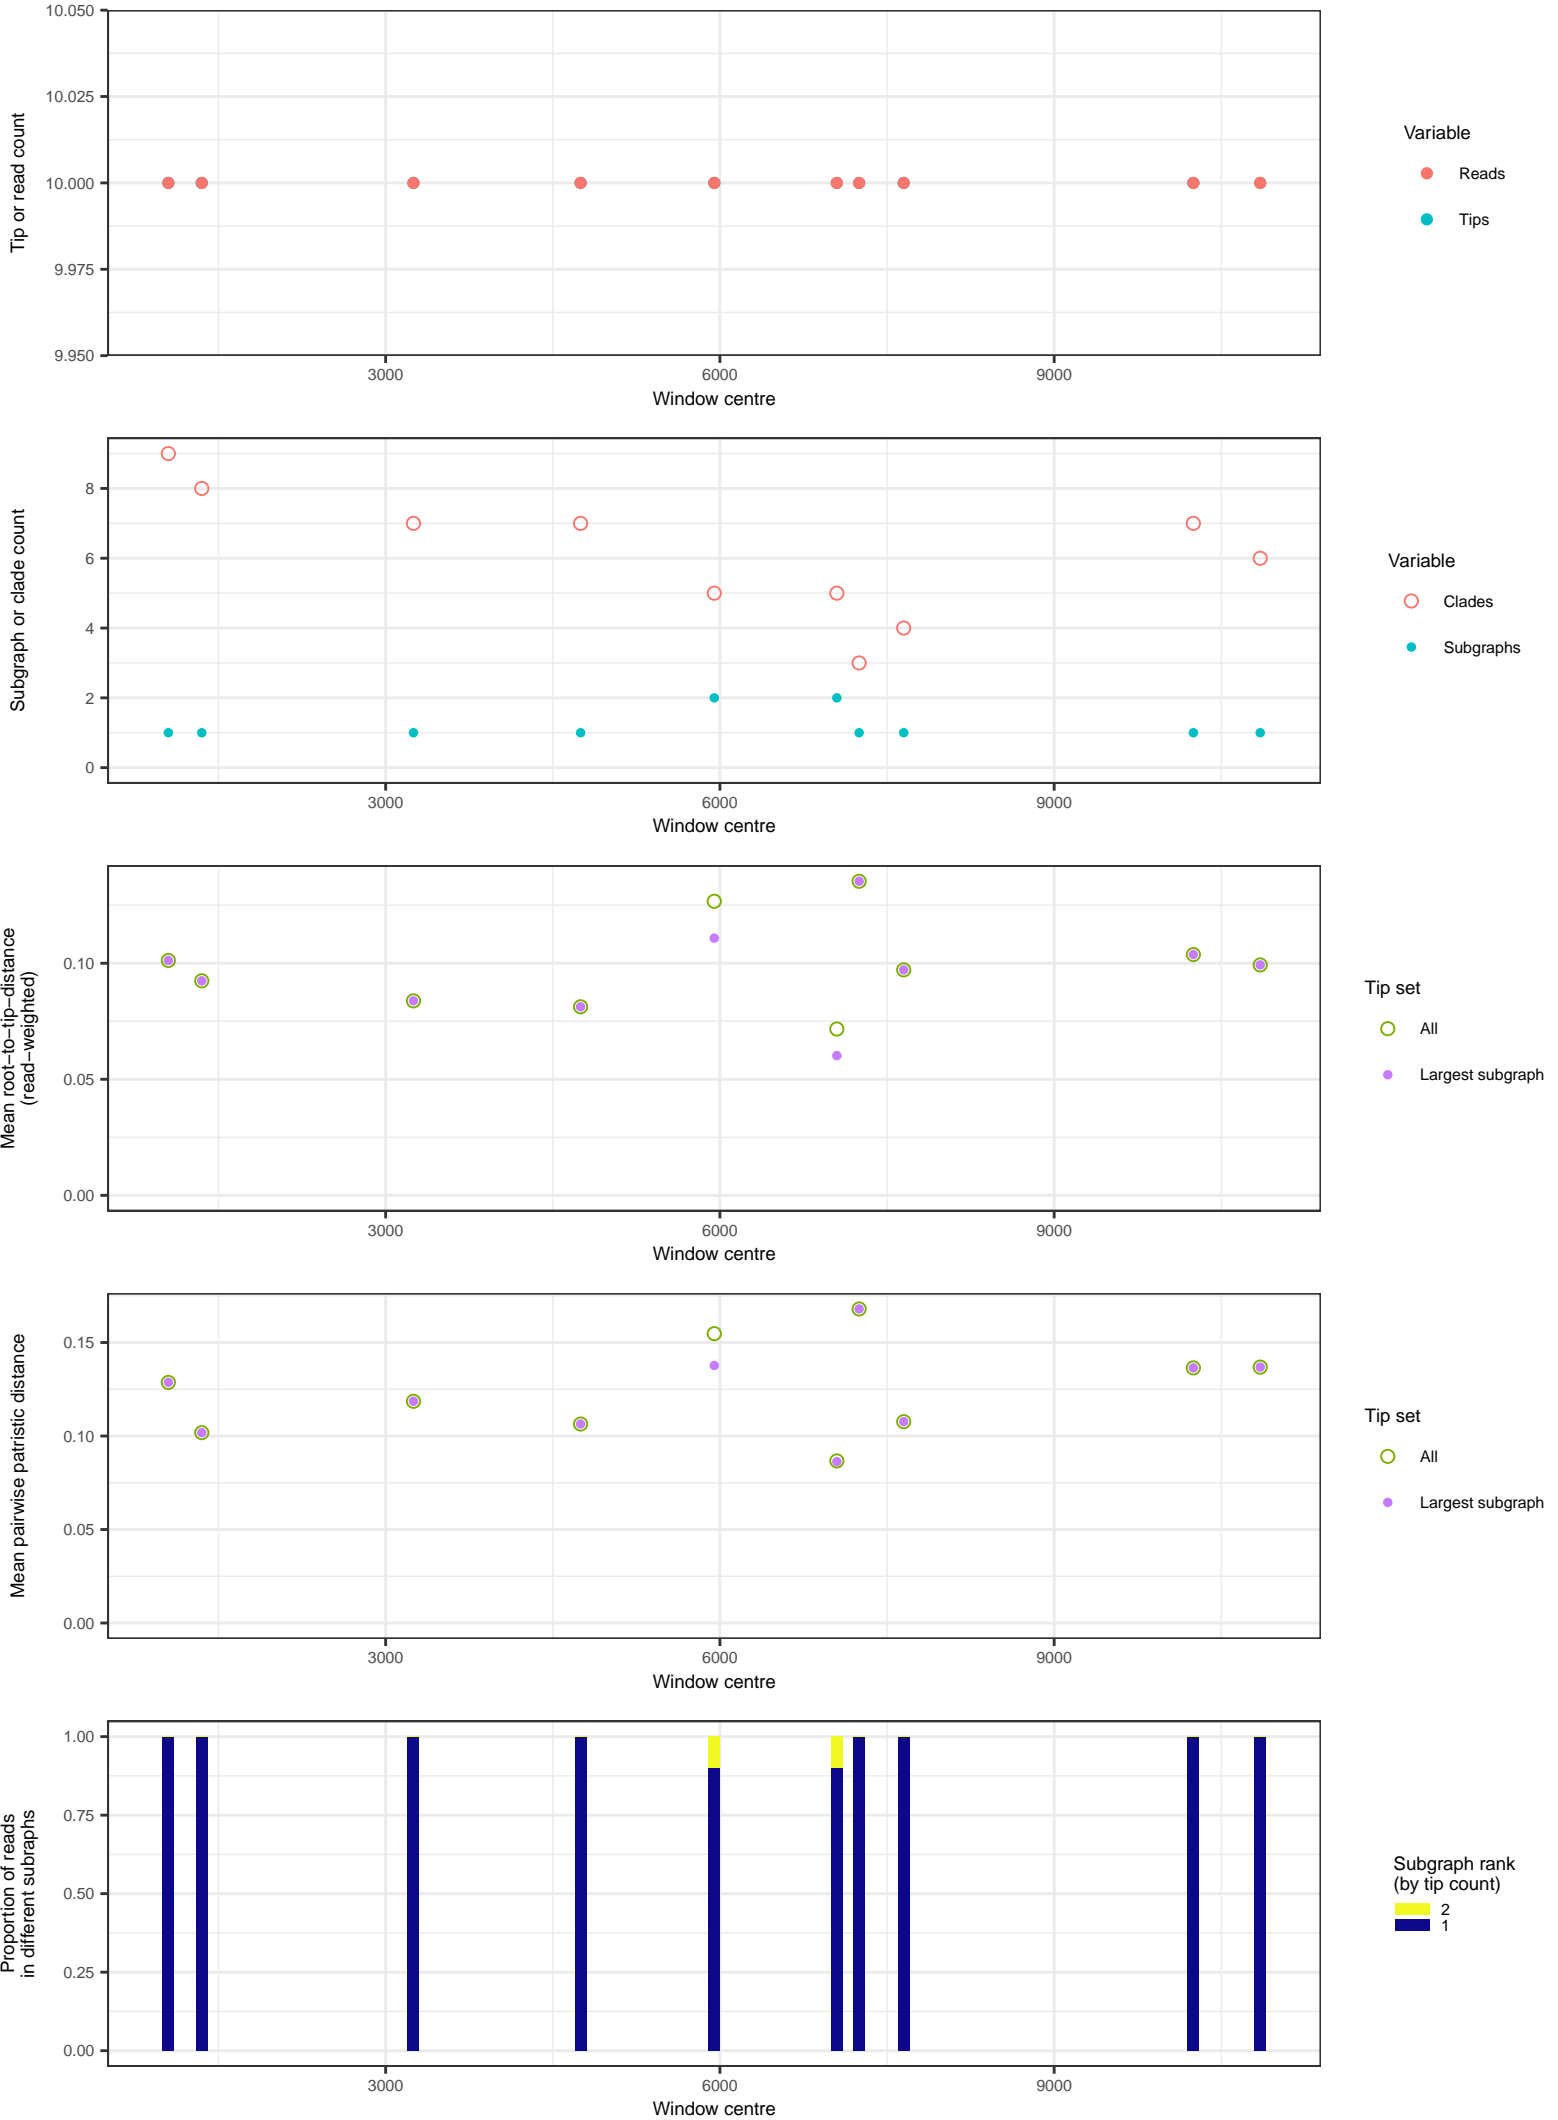 10.050
10.025
10.000
9.975
9.950
Tip or read count
3000
6000
9000
Window centre
Variable
Reads
Tips
8
6
4
2
0
Subgraph or clade count
3000
6000
9000
Window centre
Variable
Clades
Subgraphs
0.10
0.05
0.00
Mean root−to−tip−distance
(read−weighted)
3000
6000
9000
Window centre
Tip set
All
Largest subgraph
0.15
0.10
0.05
0.00
Mean pairwise patristic distance
3000
6000
9000
Window centre
Tip set
All
Largest subgraph
1.00
0.75
0.50
0.25
0.00
Proportion of reads
in different subraphs
3000
6000
9000
Window centre
Subgraph rank
(by tip count)
2
1